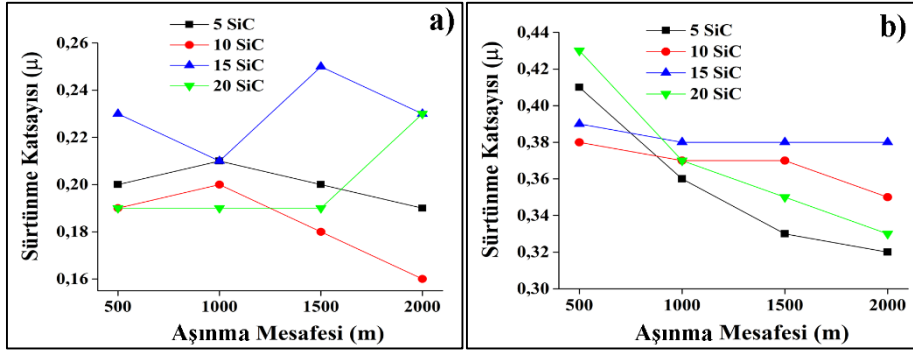 a)
5 SiC
10 SiC
15 SiC
20 SiC
Sürtünme Katsayısı (μ)
0,26
0,24
0,22
0,20
0,18
0,16
500 1000 1500 2000
Aşınma Mesafesi (m)
b)
5 SiC
10 SiC
15 SiC
20 SiC
Sürtünme Katsayısı (μ)
0,44
0,42
0,40
0,38
0,36
0,34
0,32
0,30
500 1000 1500 2000
Aşınma Mesafesi (m)